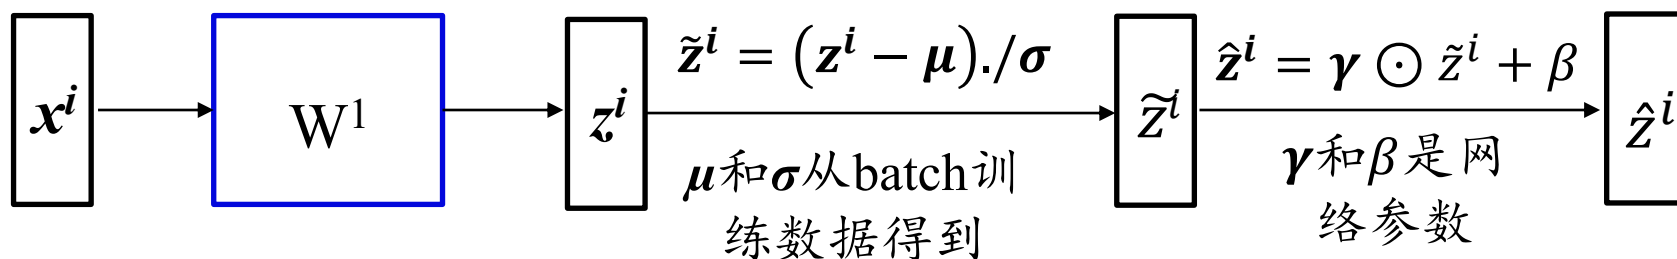 xⁱ
W¹
zⁱ
z̃ⁱ = (zⁱ − μ)./σ
μ和σ从batch训
练数据得到
z̃ⁱ
ẑⁱ = γ ⊙ z̃ⁱ + β
γ和β是网
络参数
ẑⁱ